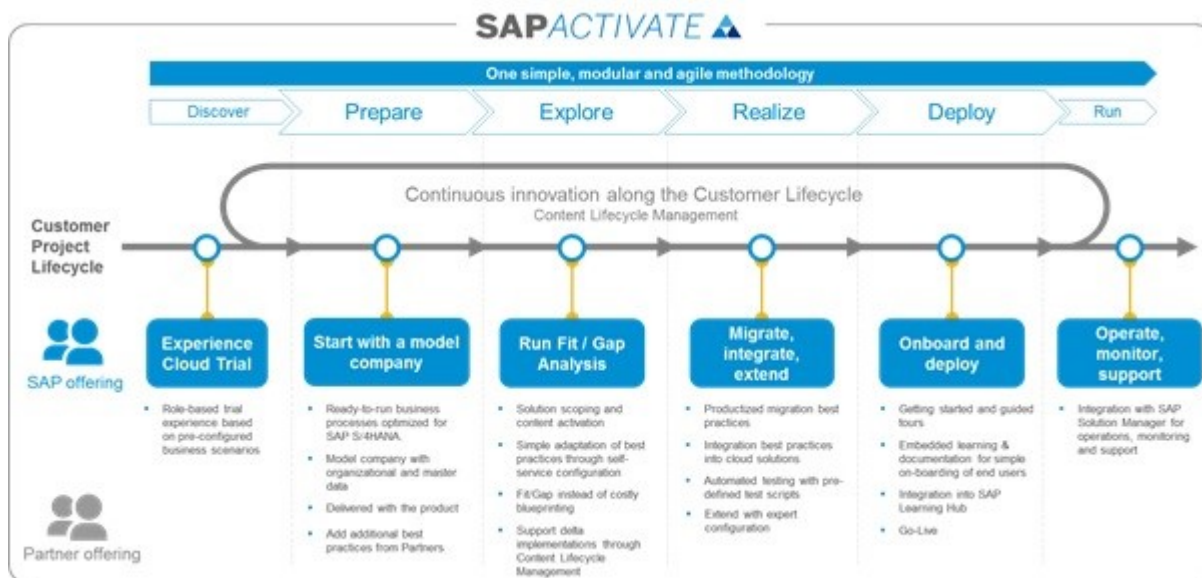 SAP ACTIVATE
One simple, modular and agile methodology
Discover
Prepare
Explore
Realize
Deploy
Run
Continuous innovation along the Customer Lifecycle
Content Lifecycle Management
Customer
Project
Lifecycle
SAP offering
Partner offering
Experience
Cloud Trial
Role-based trial
experience based on
pre-configured
business scenarios
Start with a model
company
Ready-to-run business
processes optimized for
SAP S/4HANA.
Model company with
organizational and master
data
Delivered with the product
Add additional best
practices from Partners
Run Fit / Gap
Analysis
Solution scoping and
content activation
Simple adaptation of best
practices through self-
service configuration
Fit/Gap instead of costly
blueprinting
Support delta
implementations through
Content Lifecycle
Management
Migrate,
integrate,
extend
Productized migration best
practices
Integration best practices
into cloud solutions
Automated testing with pre-
defined test scripts
Extend with expert
configuration
Onboard and
deploy
Getting started and guided
tours
Embedded learning &
documentation for simple
on-boarding of end users
Integration into SAP
Learning Hub
Go-Live
Operate,
monitor,
support
Integration with SAP
Solution Manager for
operations, monitoring
and support